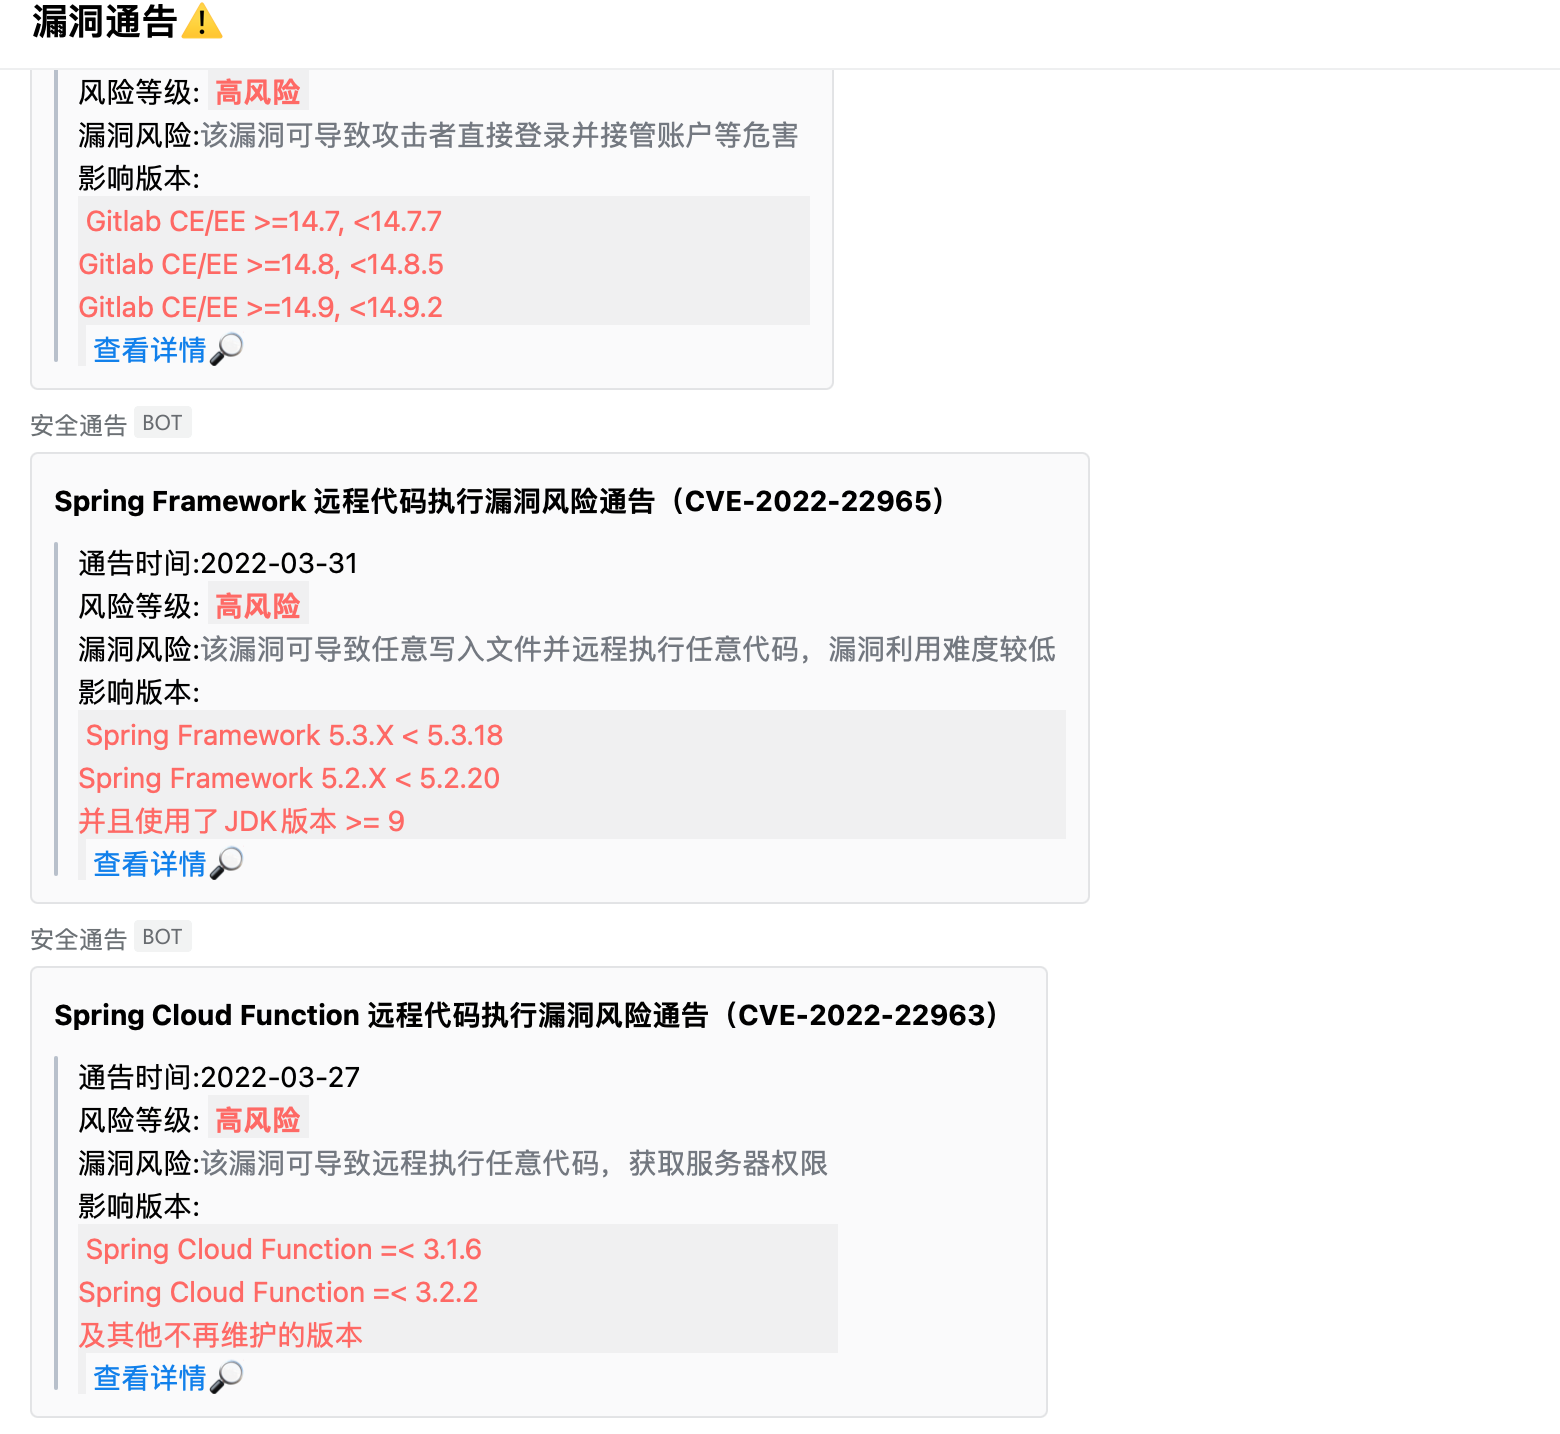 漏洞通告⚠️
风险等级: 高风险
漏洞风险:该漏洞可导致攻击者直接登录并接管账户等危害
影响版本:
Gitlab CE/EE >=14.7, <14.7.7
Gitlab CE/EE >=14.8, <14.8.5
Gitlab CE/EE >=14.9, <14.9.2
查看详情🔎
安全通告 BOT
Spring Framework 远程代码执行漏洞风险通告（CVE-2022-22965）
通告时间:2022-03-31
风险等级: 高风险
漏洞风险:该漏洞可导致任意写入文件并远程执行任意代码，漏洞利用难度较低
影响版本:
Spring Framework 5.3.X < 5.3.18
Spring Framework 5.2.X < 5.2.20
并且使用了JDK版本 >= 9
查看详情🔎
安全通告 BOT
Spring Cloud Function 远程代码执行漏洞风险通告（CVE-2022-22963）
通告时间:2022-03-27
风险等级: 高风险
漏洞风险:该漏洞可导致远程执行任意代码，获取服务器权限
影响版本:
Spring Cloud Function =< 3.1.6
Spring Cloud Function =< 3.2.2
及其他不再维护的版本
查看详情🔎